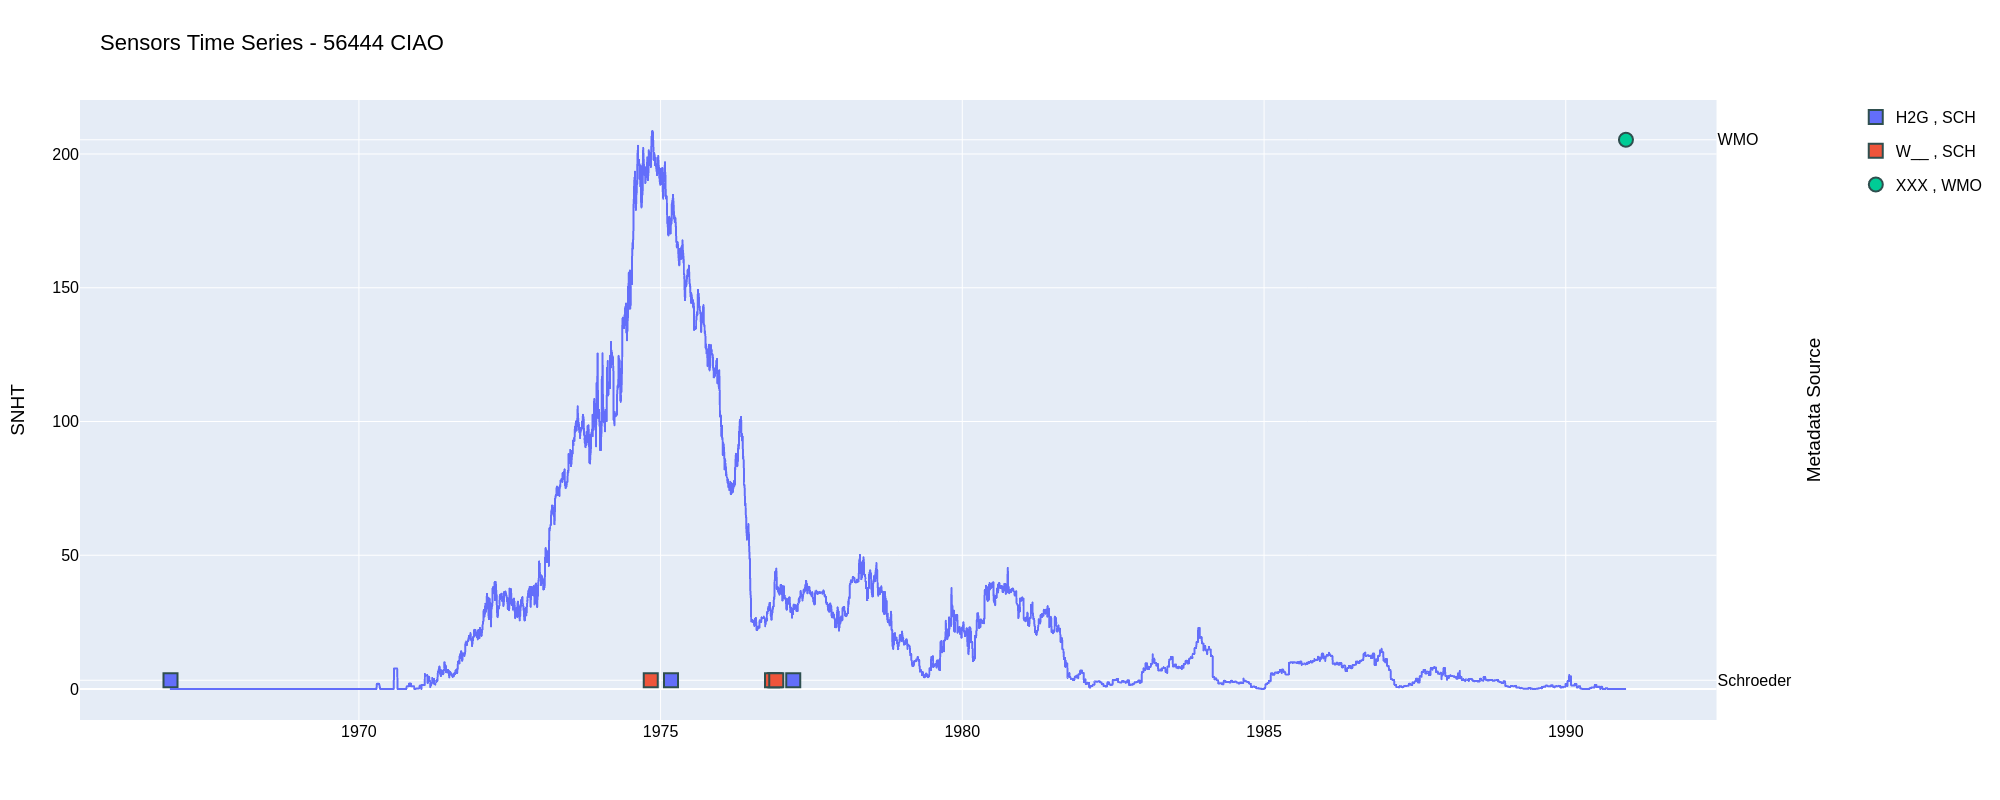 Sensors Time Series - 56444 CIAO
H2G , SCH
W__ , SCH
XXX , WMO
WMO
Schroeder
Metadata Source
SNHT
200
150
100
50
0
1970 1975 1980 1985 1990